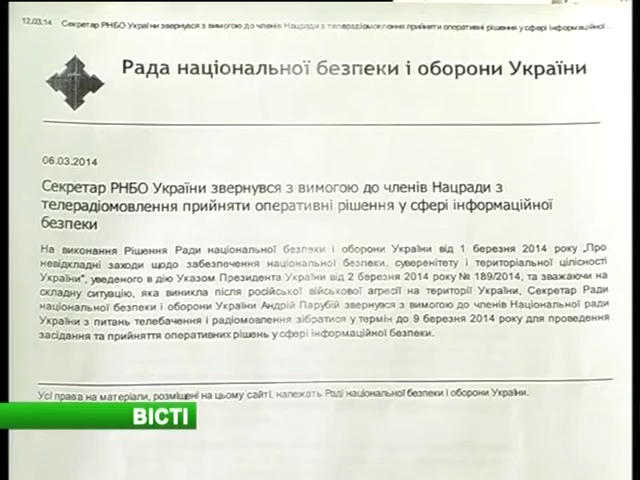 12.03.14 Секретар РНБО України звернувся з вимогою до членів Нацради з телерадіомовлення прийняти оперативні рішення у сфері інформаційної ...
Рада національної безпеки і оборони України
06.03.2014
Секретар РНБО України звернувся з вимогою до членів Нацради з
телерадіомовлення прийняти оперативні рішення у сфері інформаційної
безпеки
На виконання Рішення Ради національної безпеки і оборони України від 1 березня 2014 року „Про
невідкладні заходи щодо забезпечення національної безпеки, суверенітету і територіальної цілісності
України", уведеного в дію Указом Президента України від 2 березня 2014 року № 189/2014, та зважаючи на
складну ситуацію, яка виникла після російської військової агресії на території України, Секретар Ради
національної безпеки і оборони України Андрій Парубій звернувся з вимогою до членів Національної ради
України з питань телебачення і радіомовлення зібратися у термін до 9 березня 2014 року для проведення
засідання та прийняття оперативних рішень у сфері інформаційної безпеки.
Усі права на матеріали, розміщені на цьому сайті, належать Раді національної безпеки і оборони України.
ВІСТІ